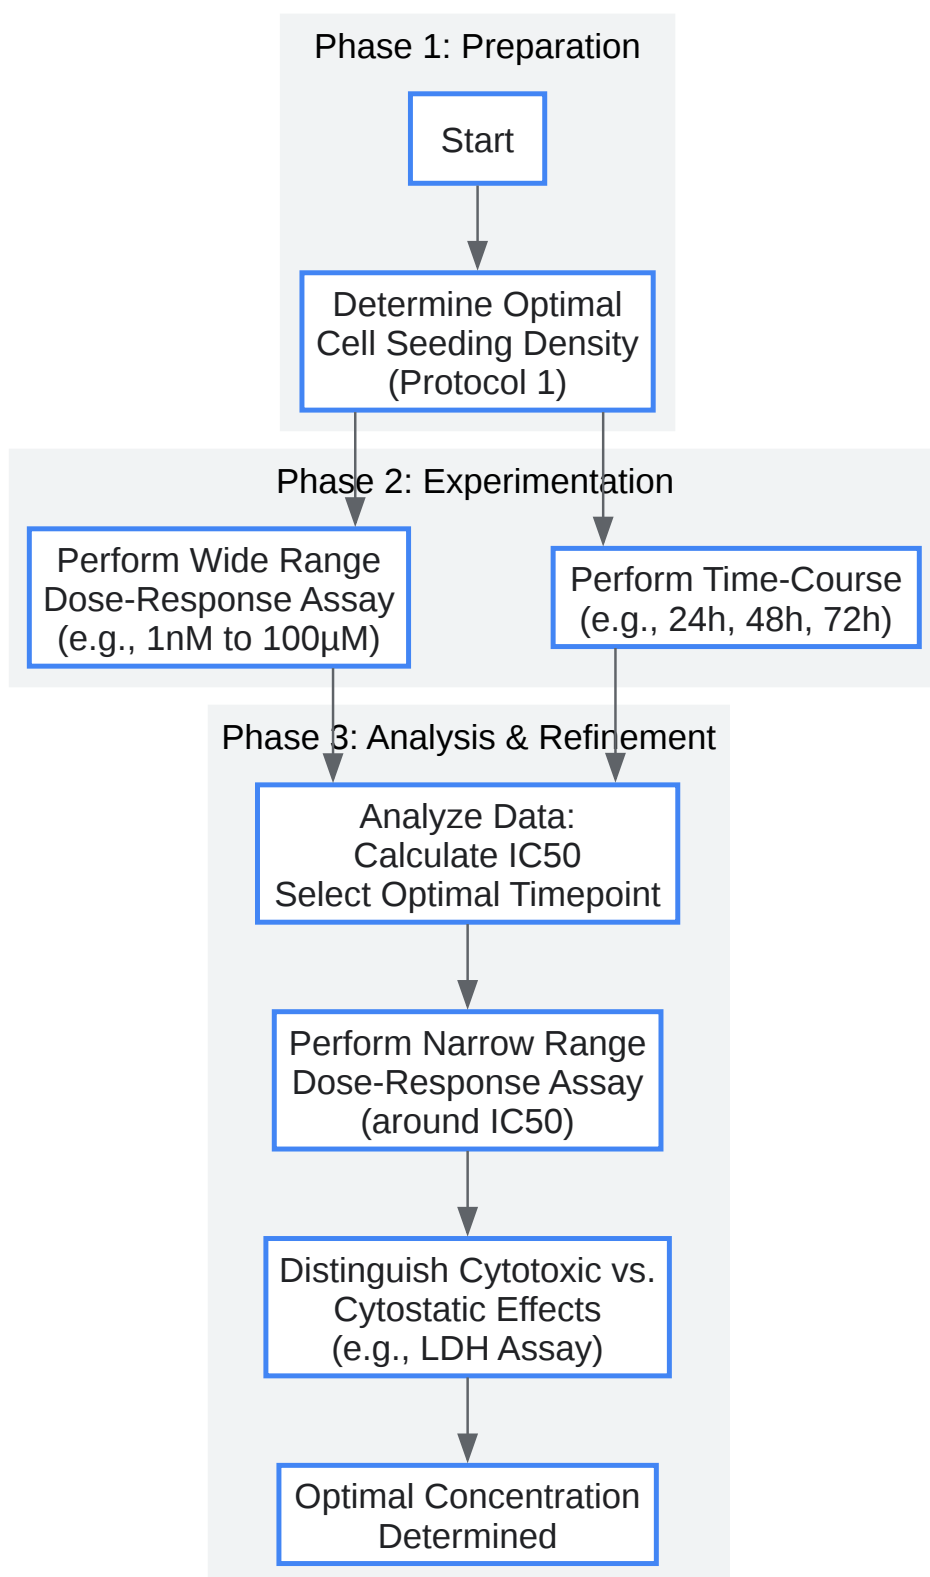 Phase 1: Preparation
Start
Determine Optimal
Cell Seeding Density
(Protocol 1)
Phase 2: Experimentation
Perform Wide Range
Dose-Response Assay
(e.g., 1nM to 100µM)
Perform Time-Course
(e.g., 24h, 48h, 72h)
Phase 3: Analysis & Refinement
Analyze Data:
Calculate IC50
Select Optimal Timepoint
Perform Narrow Range
Dose-Response Assay
(around IC50)
Distinguish Cytotoxic vs.
Cytostatic Effects
(e.g., LDH Assay)
Optimal Concentration
Determined